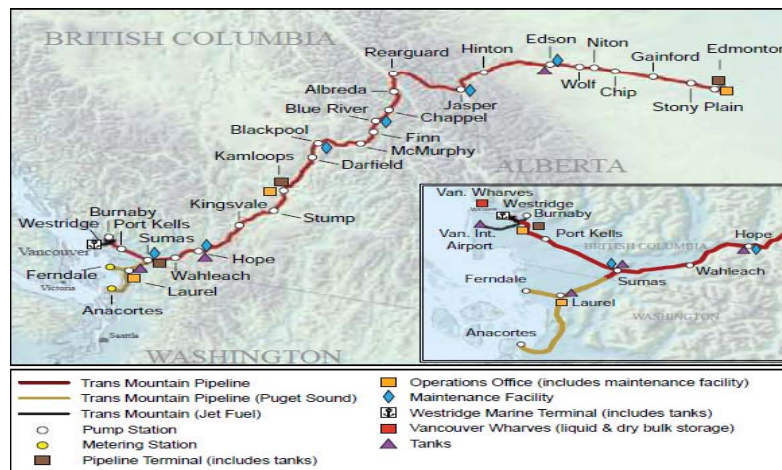 BRITISH COLUMBIA
Rearguard
Hinton
Edson
Niton
Gainford
Edmonton
Albreda
Jasper
Wolf
Chip
Stony Plain
Blue River
Chappel
Blackpool
Finn
McMurphy
Kamloops
Darfield
ALBERTA
Kingsvale
Stump
Van. Wharves
Westridge
Burnaby
Van. Int.
Airport
Port Kells
BRITISH COLUMBIA
Hope
Wahleach
Sumas
Ferndale
Laurel
WASHINGTON
Anacortes
Burnaby
Westridge
Port Kells
Vancouver
Sumas
Hope
Wahleach
Ferndale
Victoria
Laurel
Anacortes
Seattle
WASHINGTON
Trans Mountain Pipeline
Trans Mountain Pipeline (Puget Sound)
Trans Mountain (Jet Fuel)
Pump Station
Metering Station
Pipeline Terminal (includes tanks)
Operations Office (includes maintenance facility)
Maintenance Facility
Westridge Marine Terminal (includes tanks)
Vancouver Wharves (liquid & dry bulk storage)
Tanks